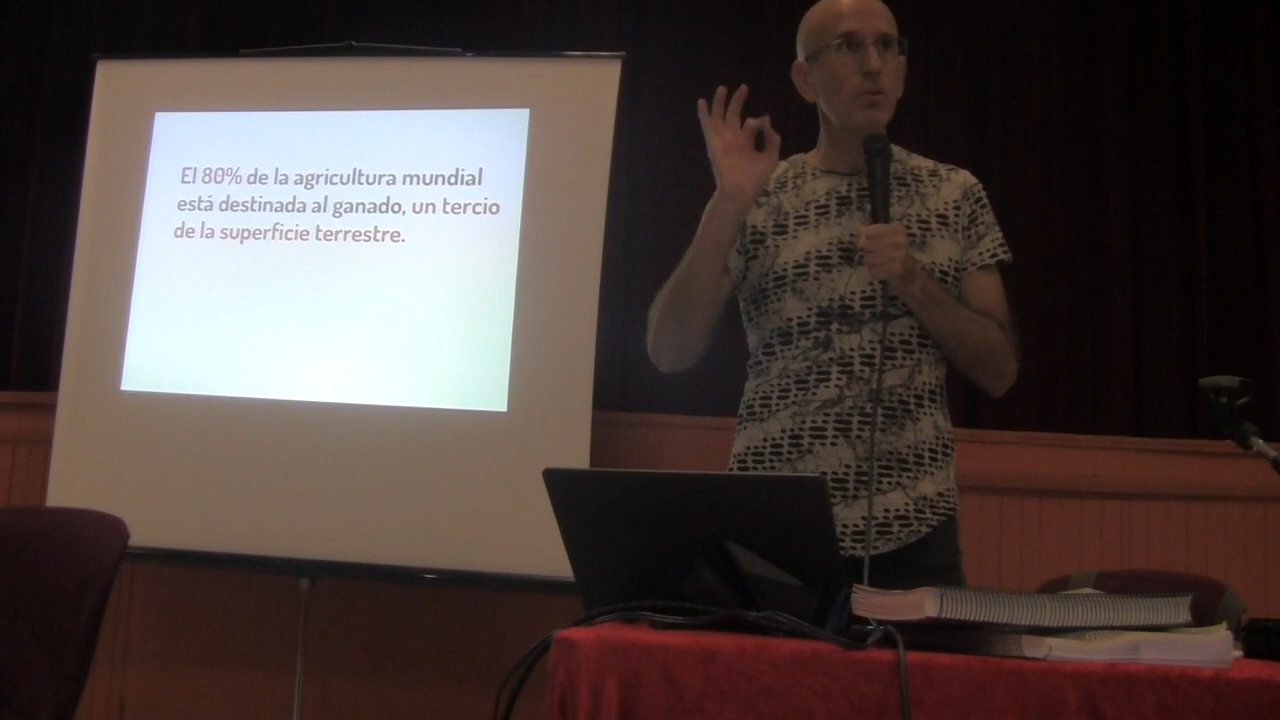 El 80% de la agricultura mundial
está destinada al ganado, un tercio
de la superficie terrestre.